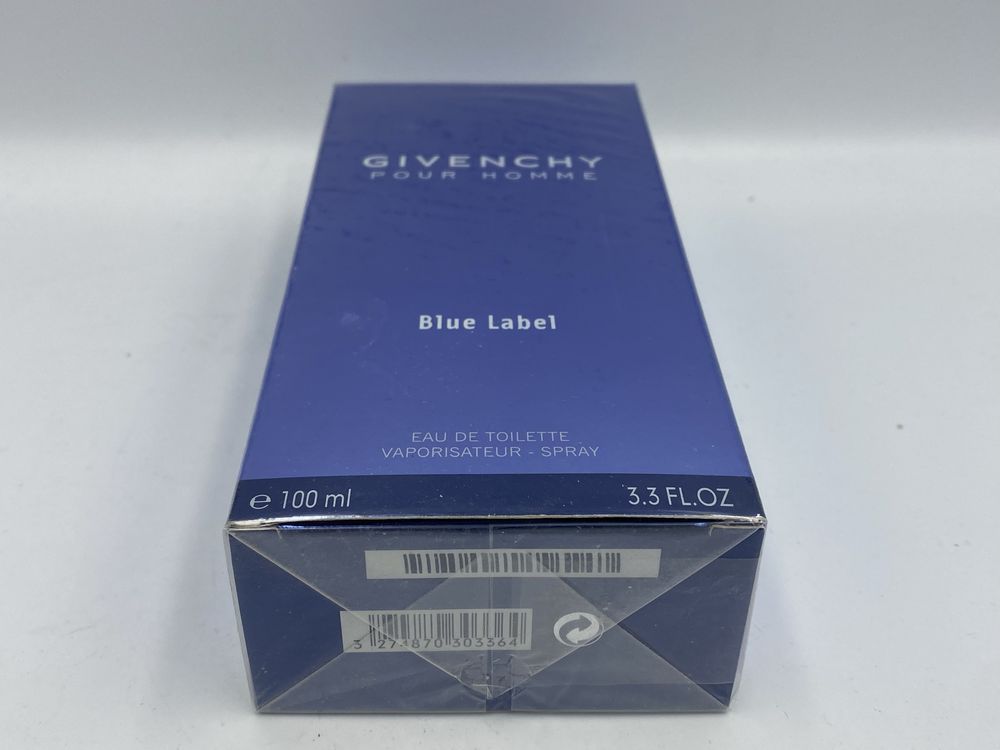 GIVENCHY
POUR HOMME
Blue Label
EAU DE TOILETTE
VAPORISATEUR - SPRAY
℮ 100 ml 3.3 FL.OZ
3 274870 303364